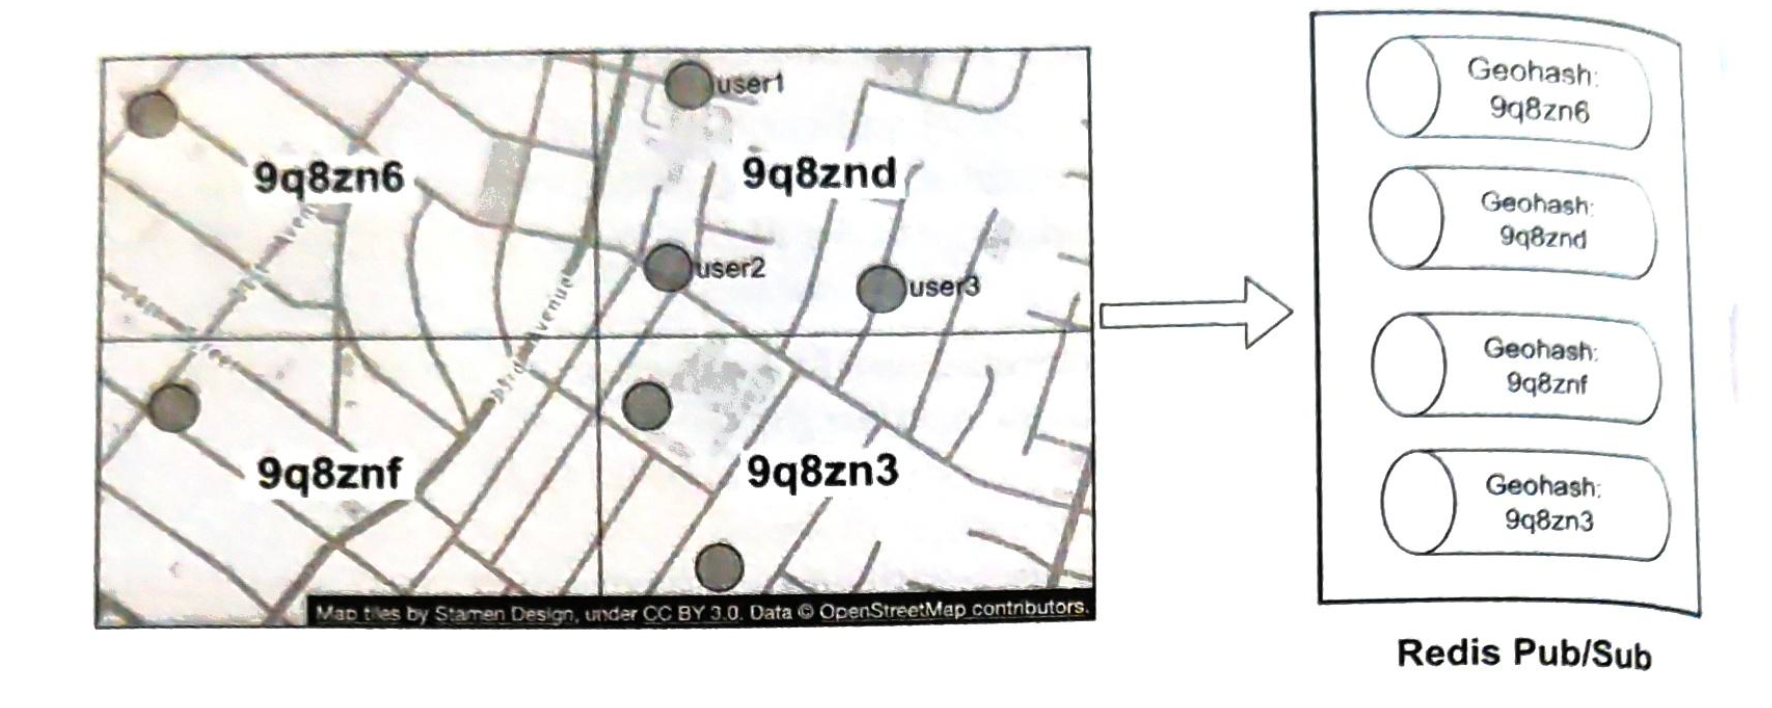 user1
9q8zn6
9q8znd
user2
user3
9q8znf
9q8zn3
Map tiles by Stamen Design, under CC BY 3.0. Data © OpenStreetMap contributors.
Geohash:
9q8zn6
Geohash:
9q8znd
Geohash:
9q8znf
Geohash:
9q8zn3
Redis Pub/Sub